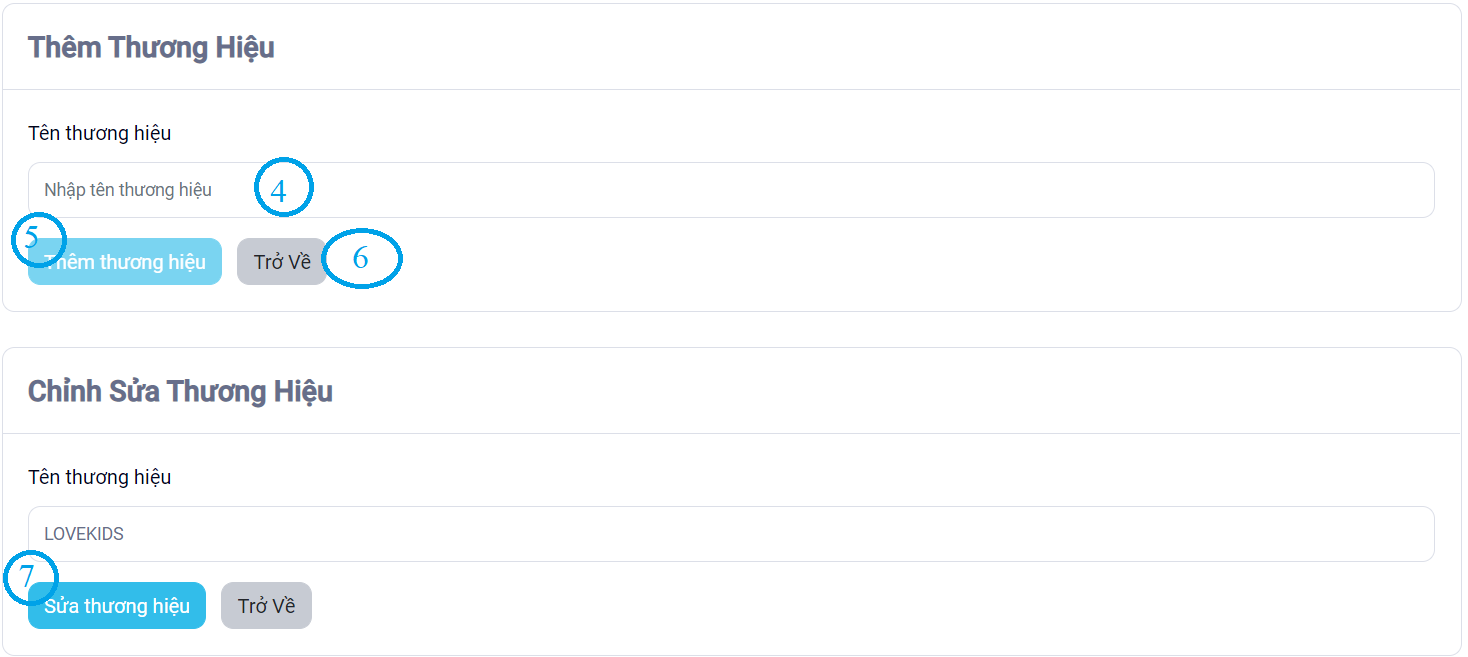 Thêm Thương Hiệu
Tên thương hiệu
Nhập tên thương hiệu 4
5
Thêm thương hiệu Trở Về 6
Chỉnh Sửa Thương Hiệu
Tên thương hiệu
LOVEKIDS
7
Sửa thương hiệu Trở Về